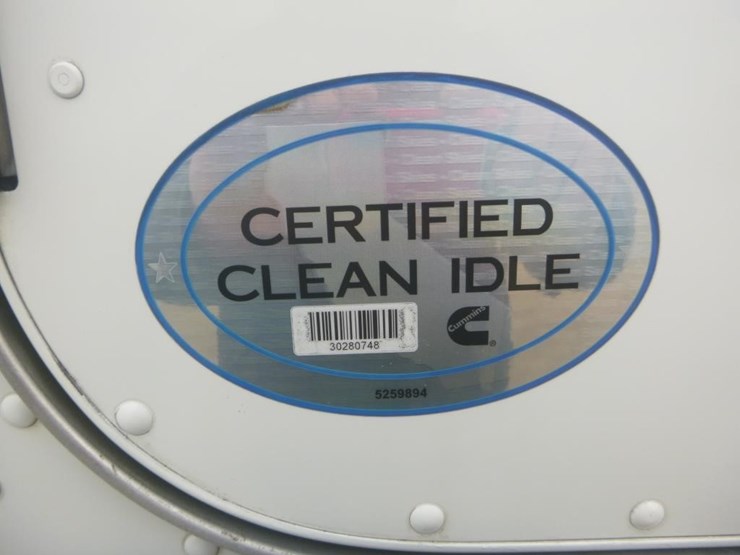 CERTIFIED
CLEAN IDLE
30280748
Cummins
5259894